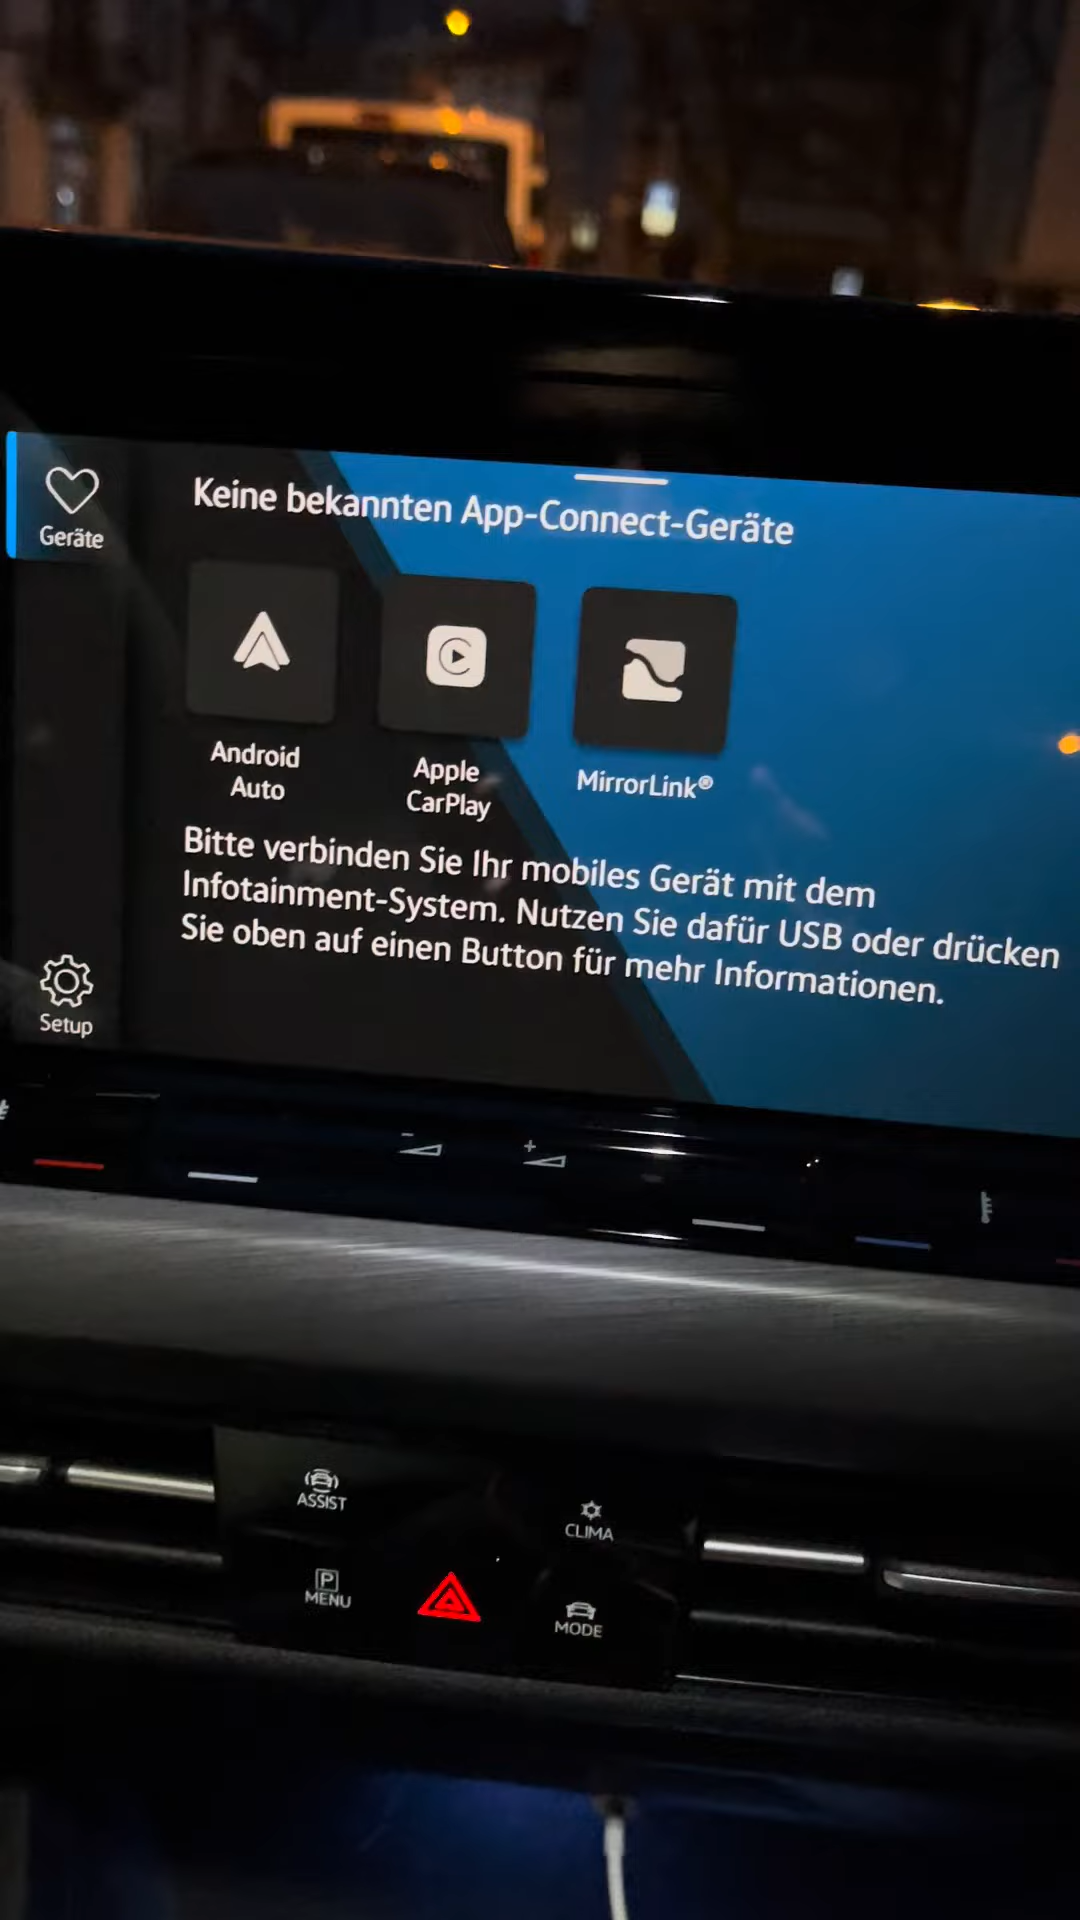 Keine bekannten App-Connect-Geräte
Geräte
Android
Auto
Apple
CarPlay
MirrorLink®
Bitte verbinden Sie Ihr mobiles Gerät mit dem
Infotainment-System. Nutzen Sie dafür USB oder drücken
Sie oben auf einen Button für mehr Informationen.
Setup
ASSIST
CLIMA
P
MENU
MODE